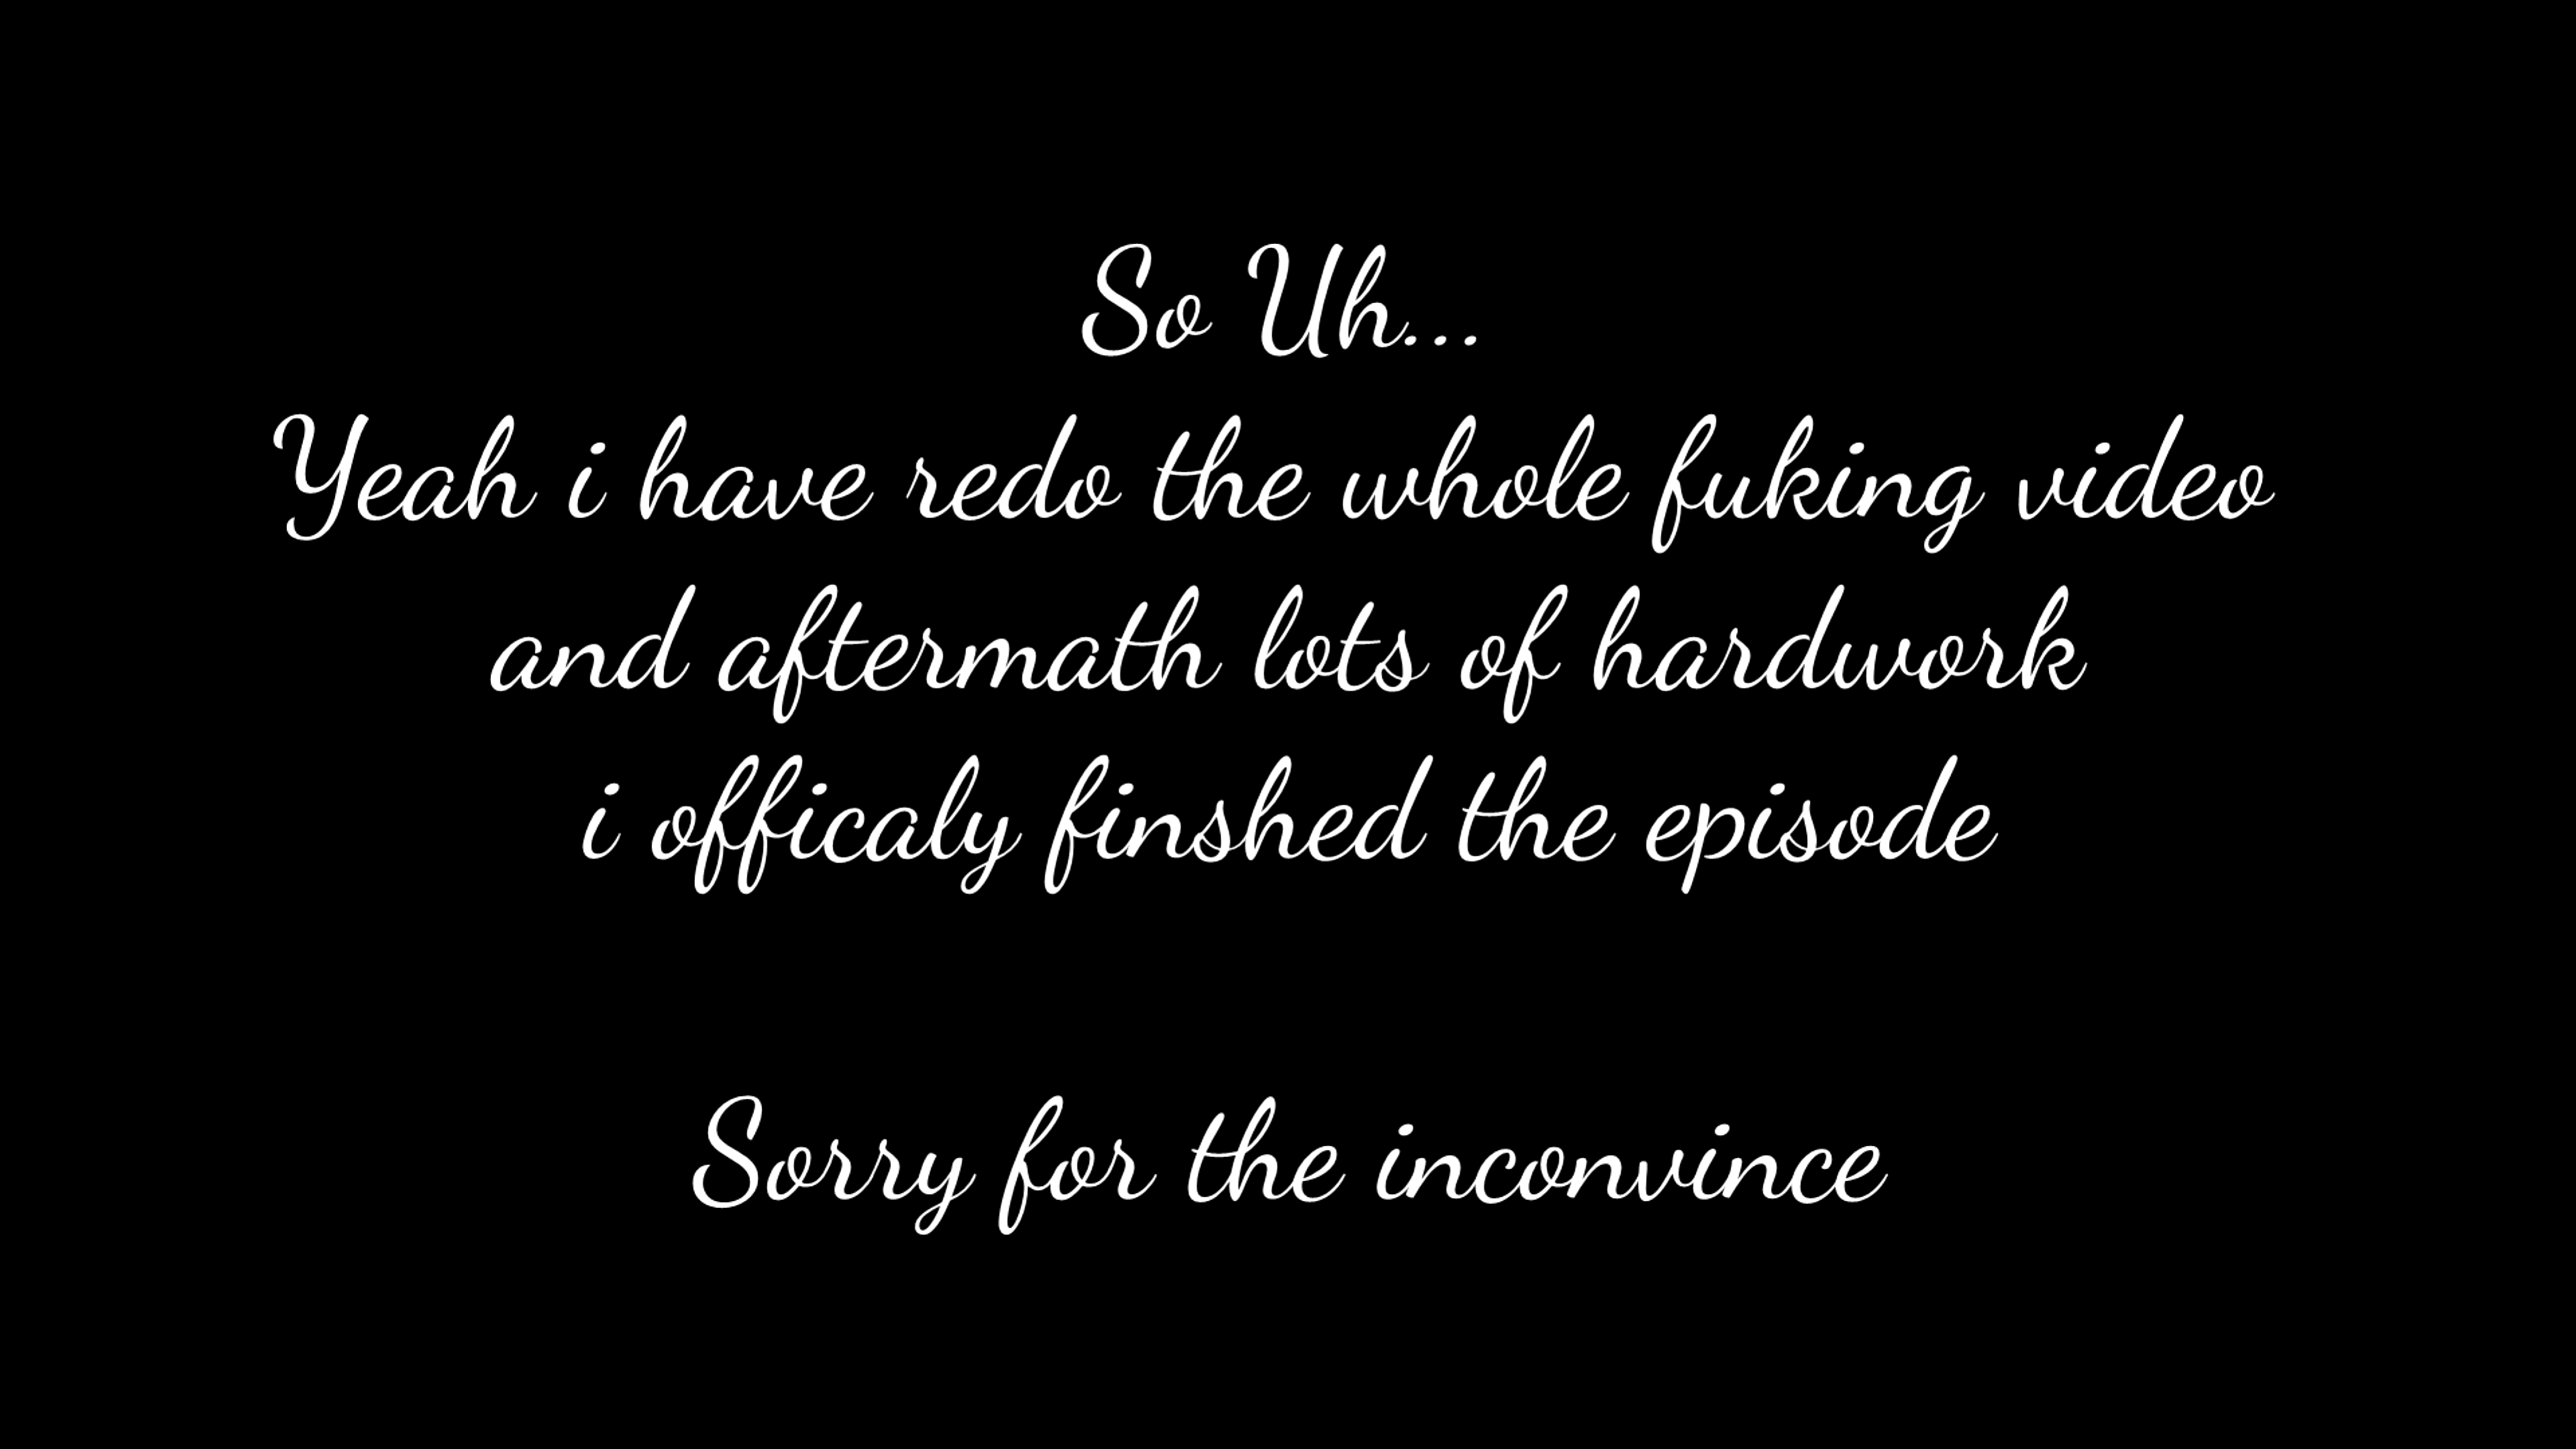 So Uh...
Yeah i have redo the whole fuking video
and aftermath lots of hardwork
i officaly finshed the episode
Sorry for the inconvince